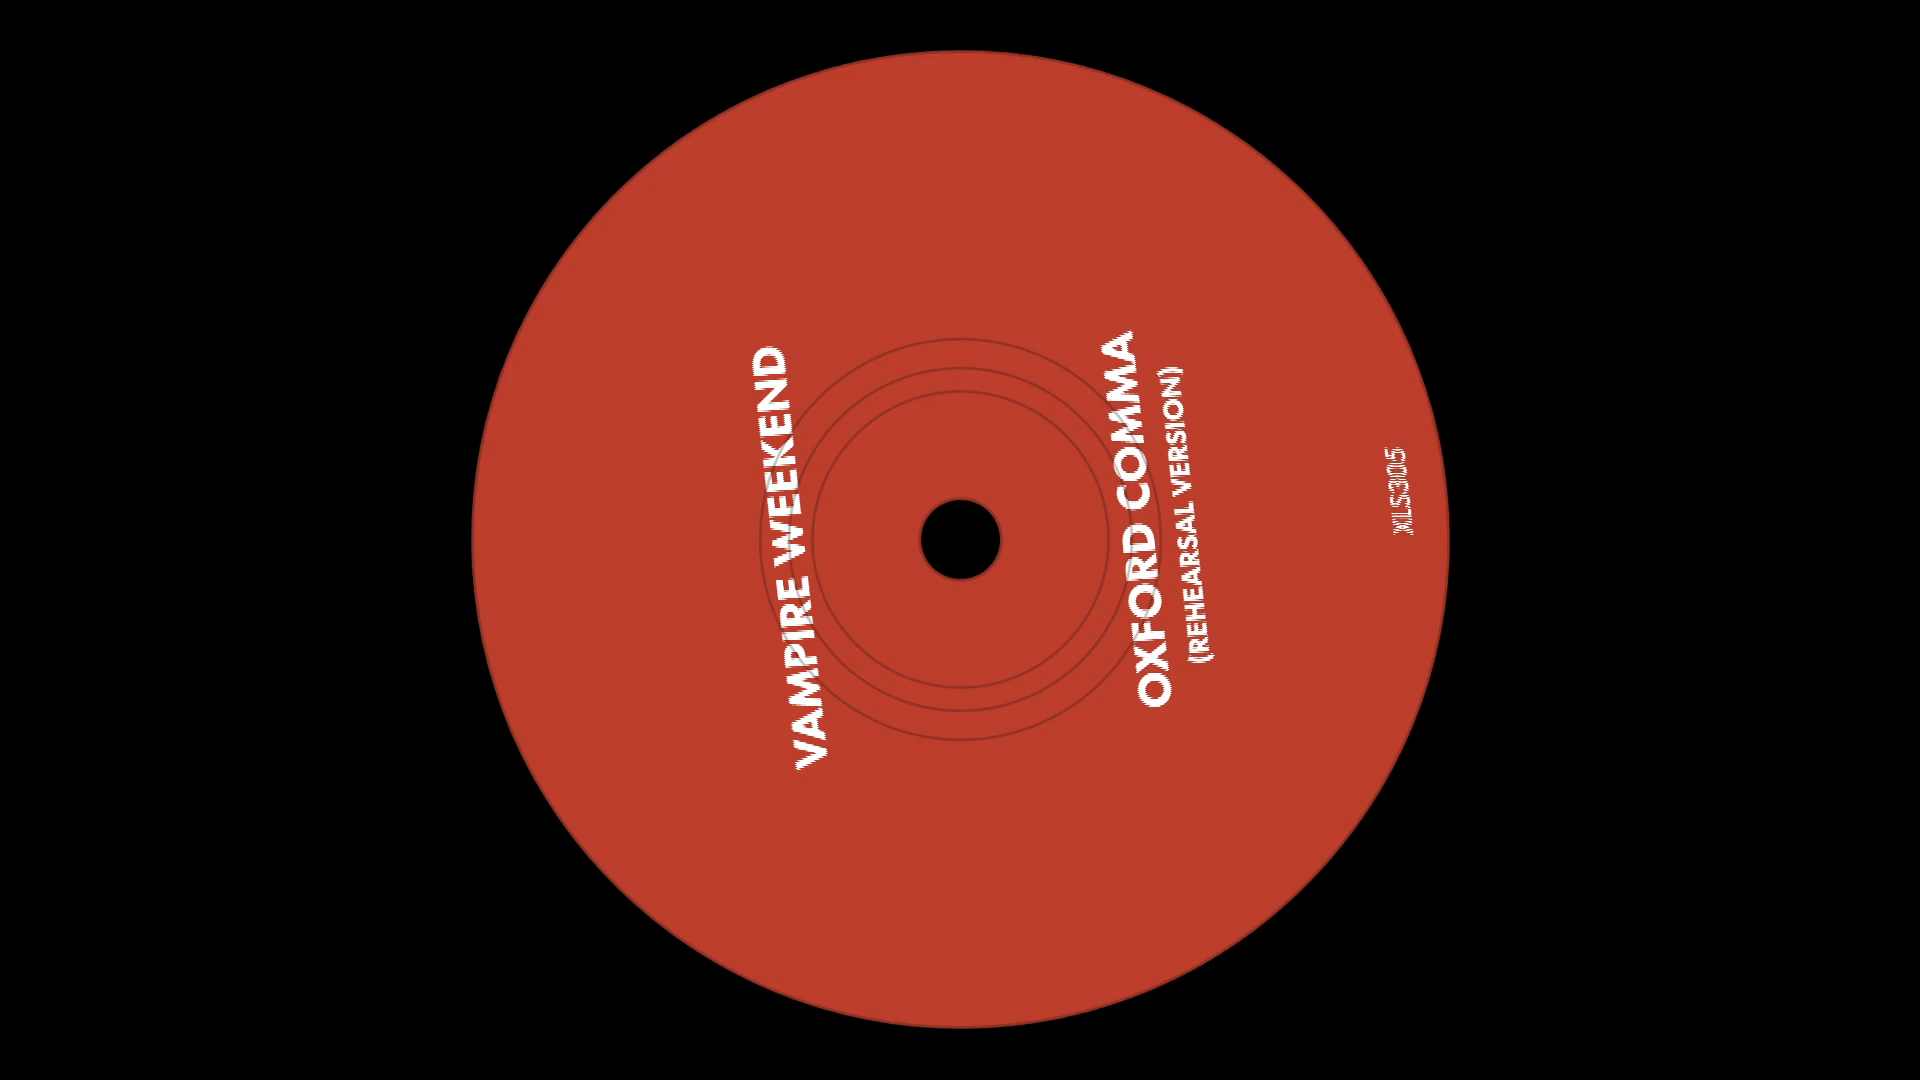 VAMPIRE WEEKEND
OXFORD COMMA
(REHEARSAL VERSION)
XLS305